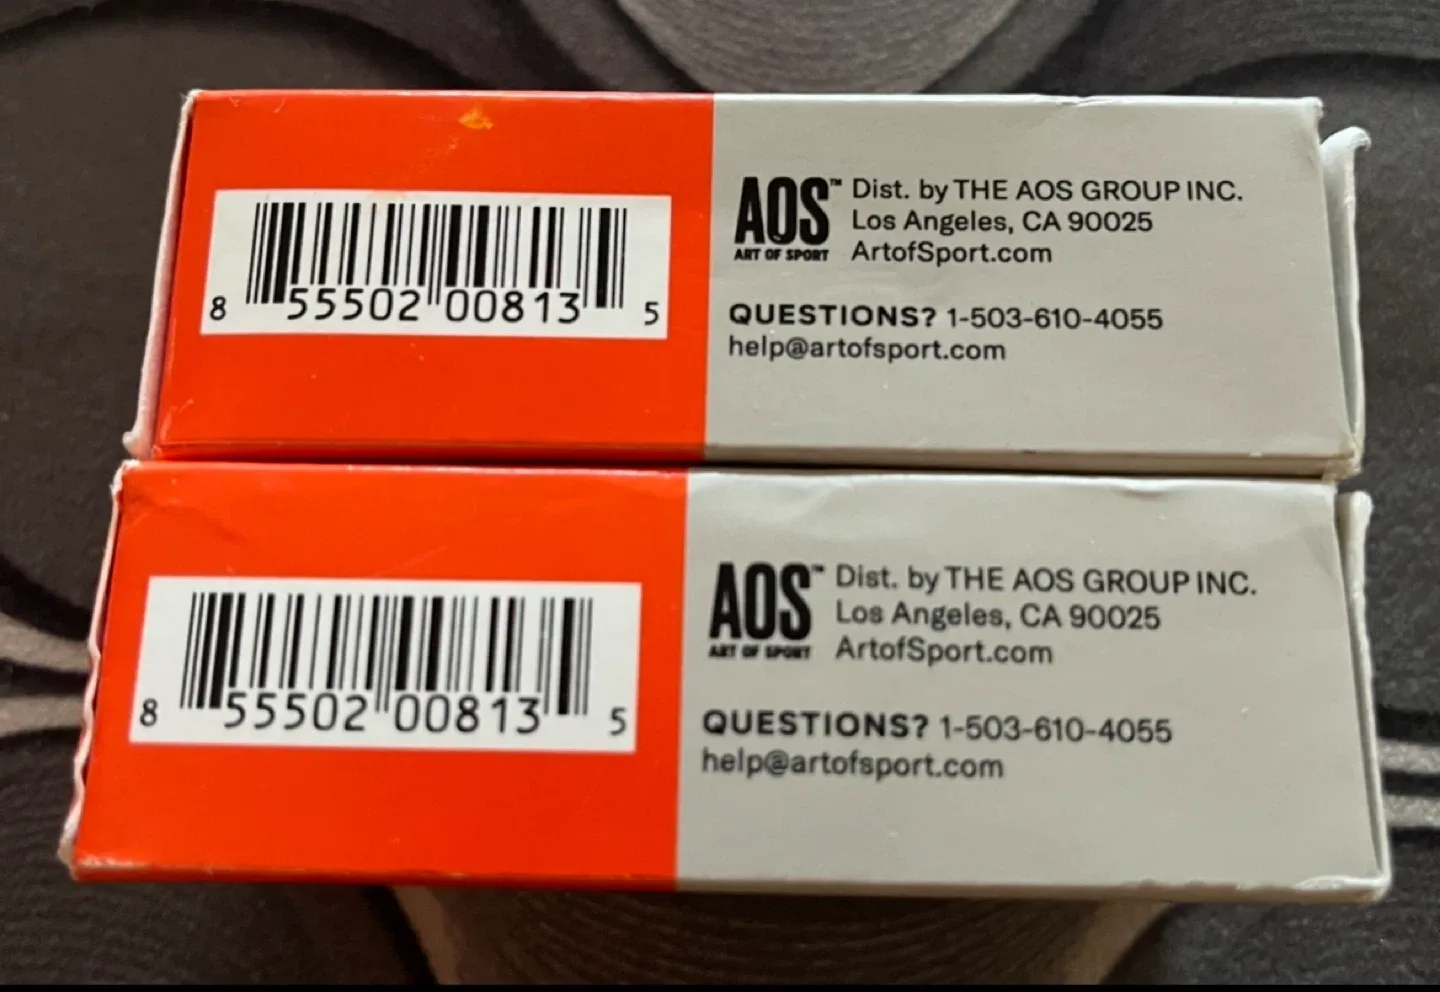 8 55502 00813 5
AOS™
ART OF SPORT
Dist. by THE AOS GROUP INC.
Los Angeles, CA 90025
ArtofSport.com
QUESTIONS? 1-503-610-4055
help@artofsport.com
8 55502 00813 5
AOS™
ART OF SPORT
Dist. by THE AOS GROUP INC.
Los Angeles, CA 90025
ArtofSport.com
QUESTIONS? 1-503-610-4055
help@artofsport.com